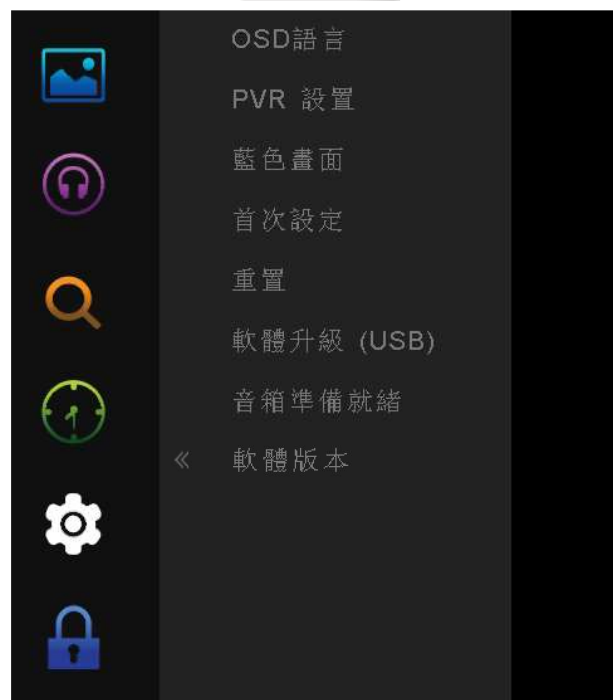 OSD語言
PVR 設置
藍色畫面
首次設定
重置
軟體升級 (USB)
音箱準備就緒
« 軟體版本